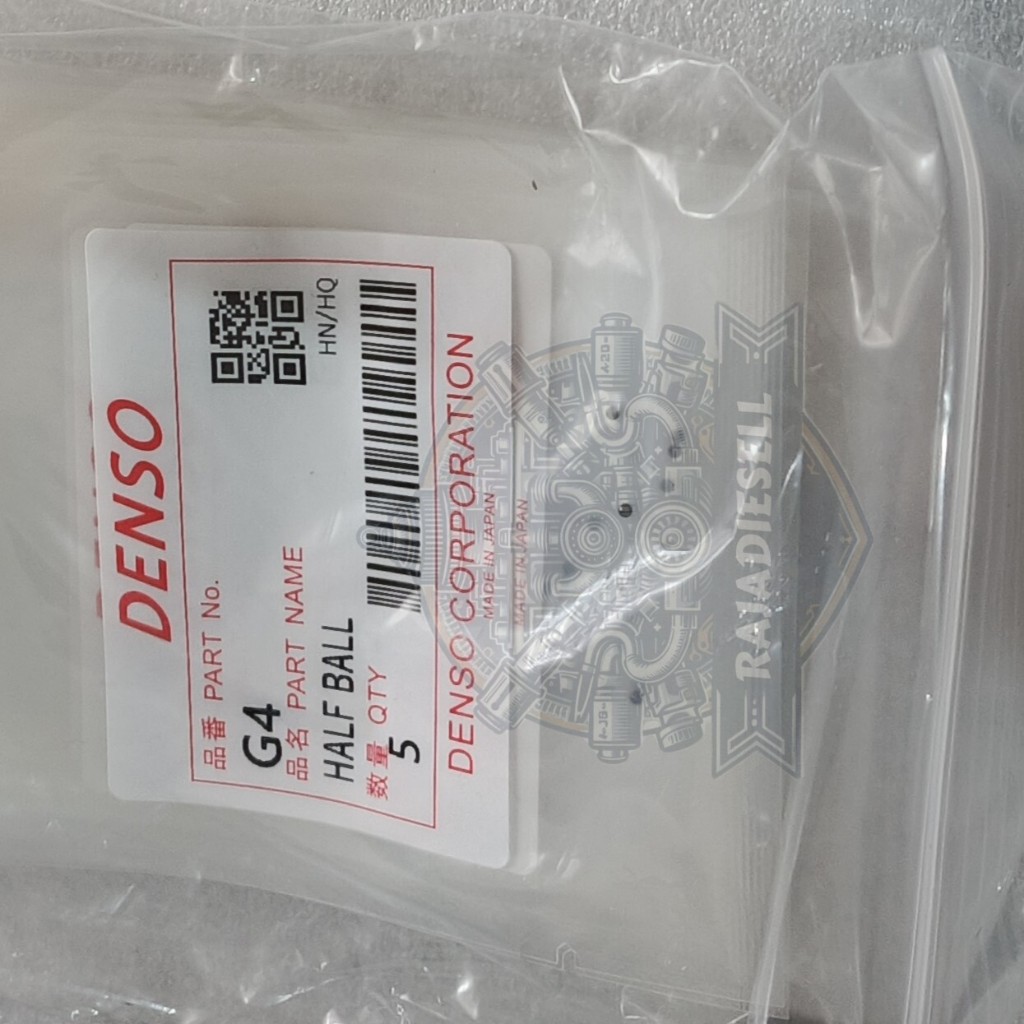 DENSO
品番 PART No.
G4
HN/HQ
品名 PART NAME
HALF BALL
数量 QTY
5
DENSO CORPORATION
MADE IN JAPAN
MADE IN JAPAN
RAJADIESELL